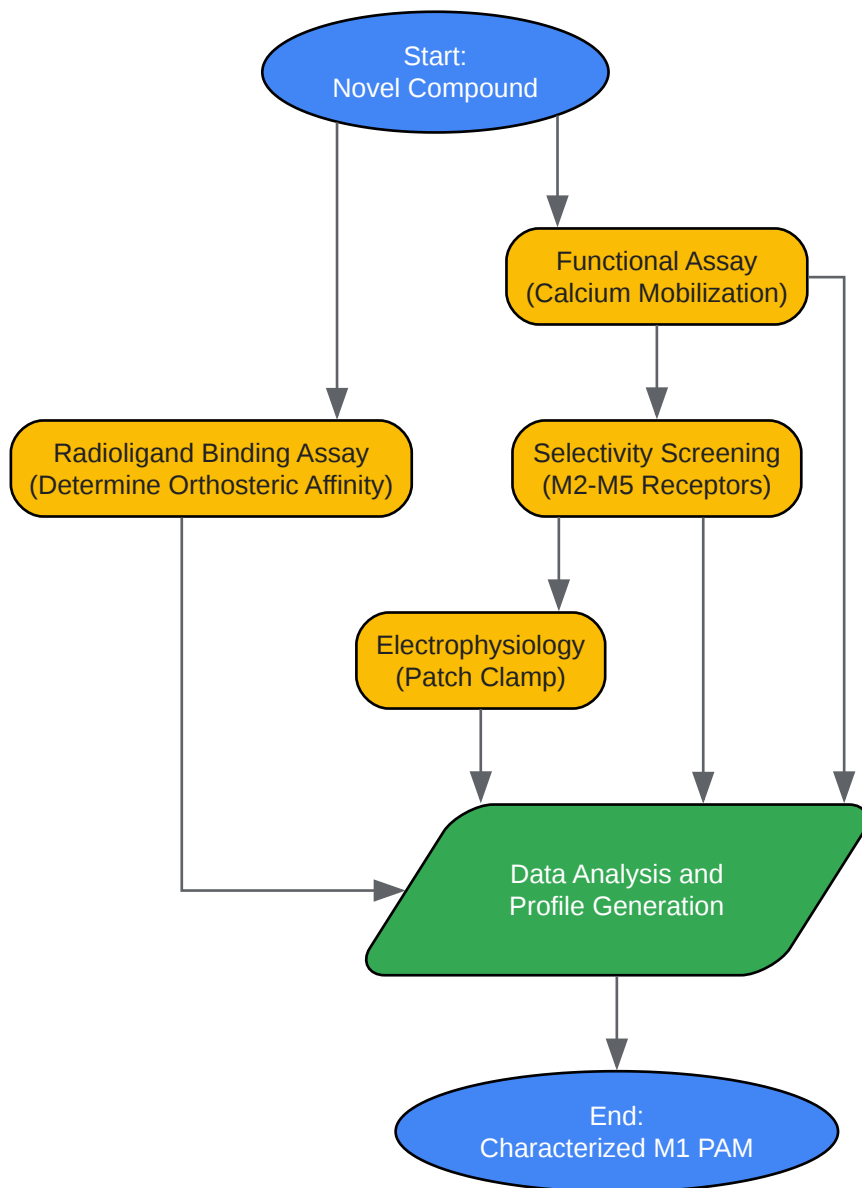 Start:
Novel Compound
Functional Assay
(Calcium Mobilization)
Radioligand Binding Assay
(Determine Orthosteric Affinity)
Selectivity Screening
(M2-M5 Receptors)
Electrophysiology
(Patch Clamp)
Data Analysis and
Profile Generation
End:
Characterized M1 PAM